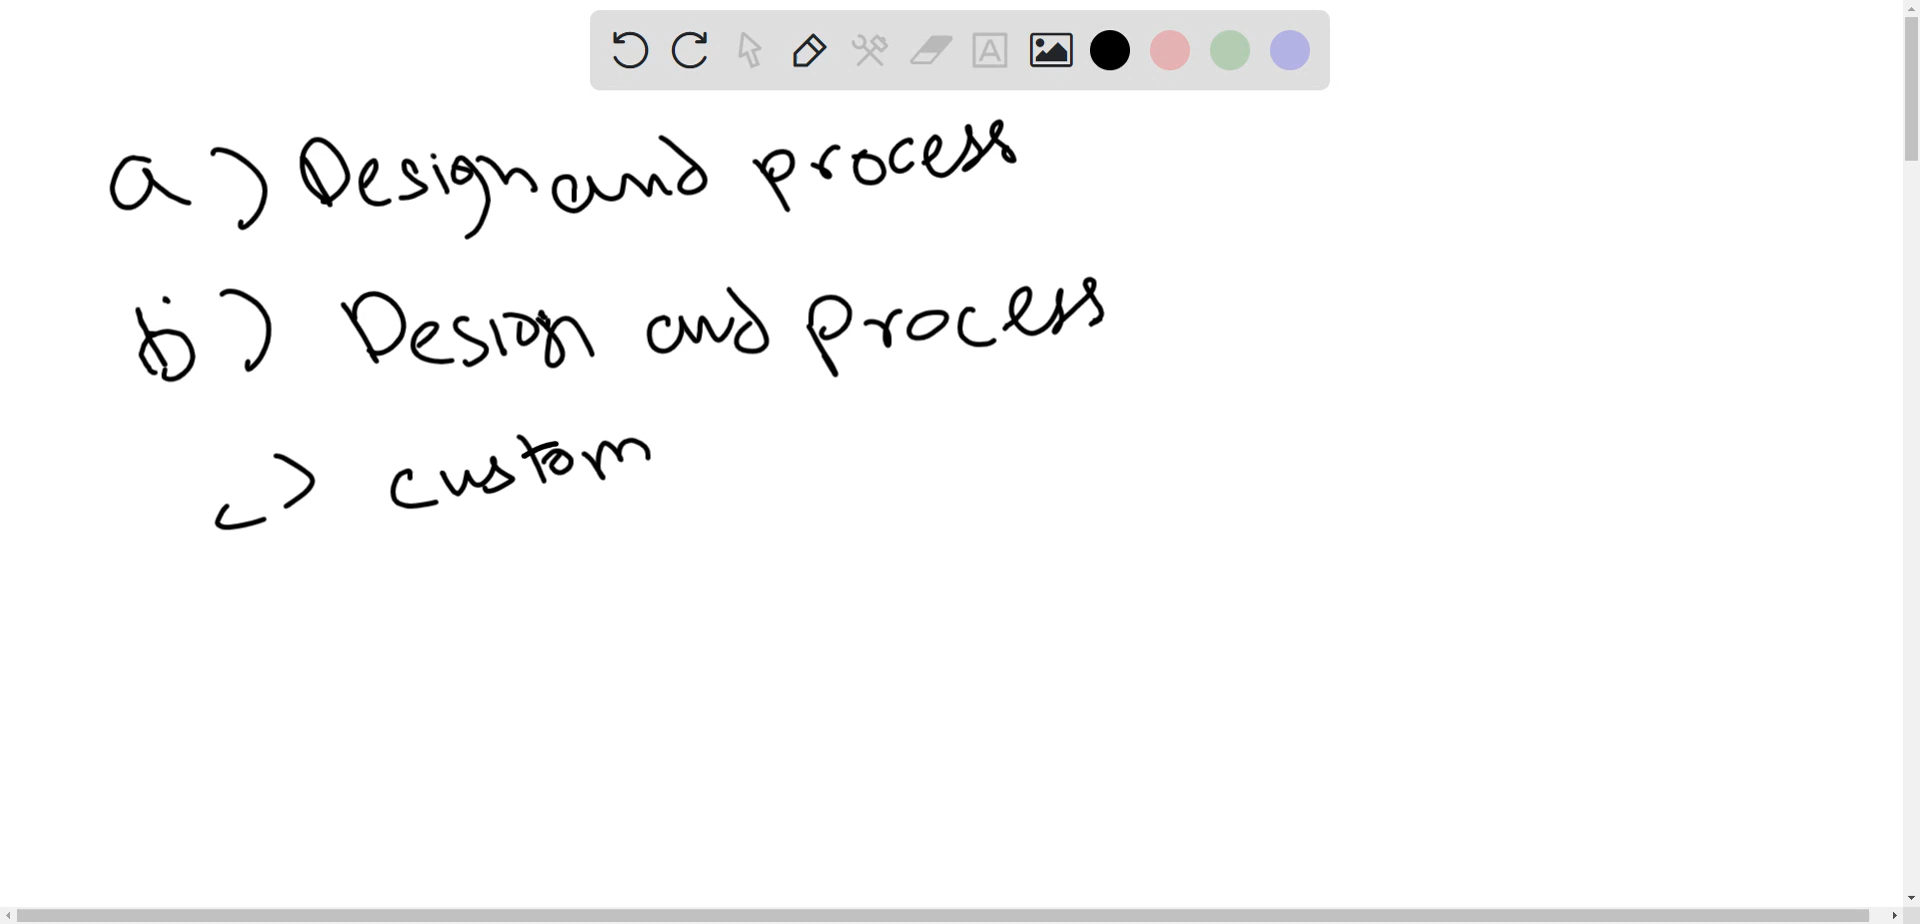 a) Design and process
b) Design and process
c) custom